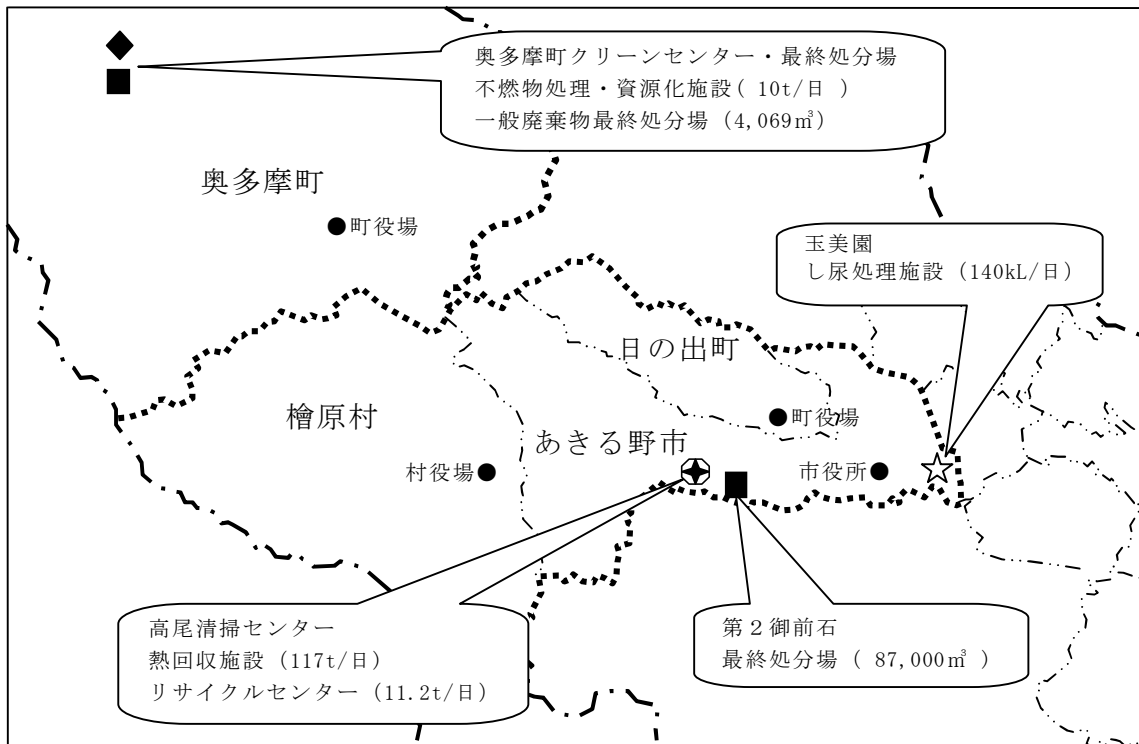 奥多摩町クリーンセンター・最終処分場
不燃物処理・資源化施設( 10t/日 )
一般廃棄物最終処分場 (4,069㎥)
奥多摩町
町役場
玉美園
し尿処理施設 (140kL/日)
日の出町
檜原村
町役場
あきる野市
村役場
市役所
高尾清掃センター
熱回収施設 (117t/日)
リサイクルセンター (11.2t/日)
第２御前石
最終処分場 ( 87,000㎥ )